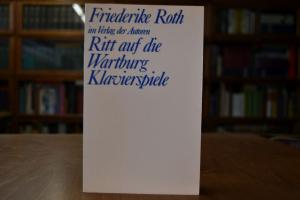 Friederike Roth
im Verlag der Autoren
Ritt auf die
Wartburg
Klavierspiele